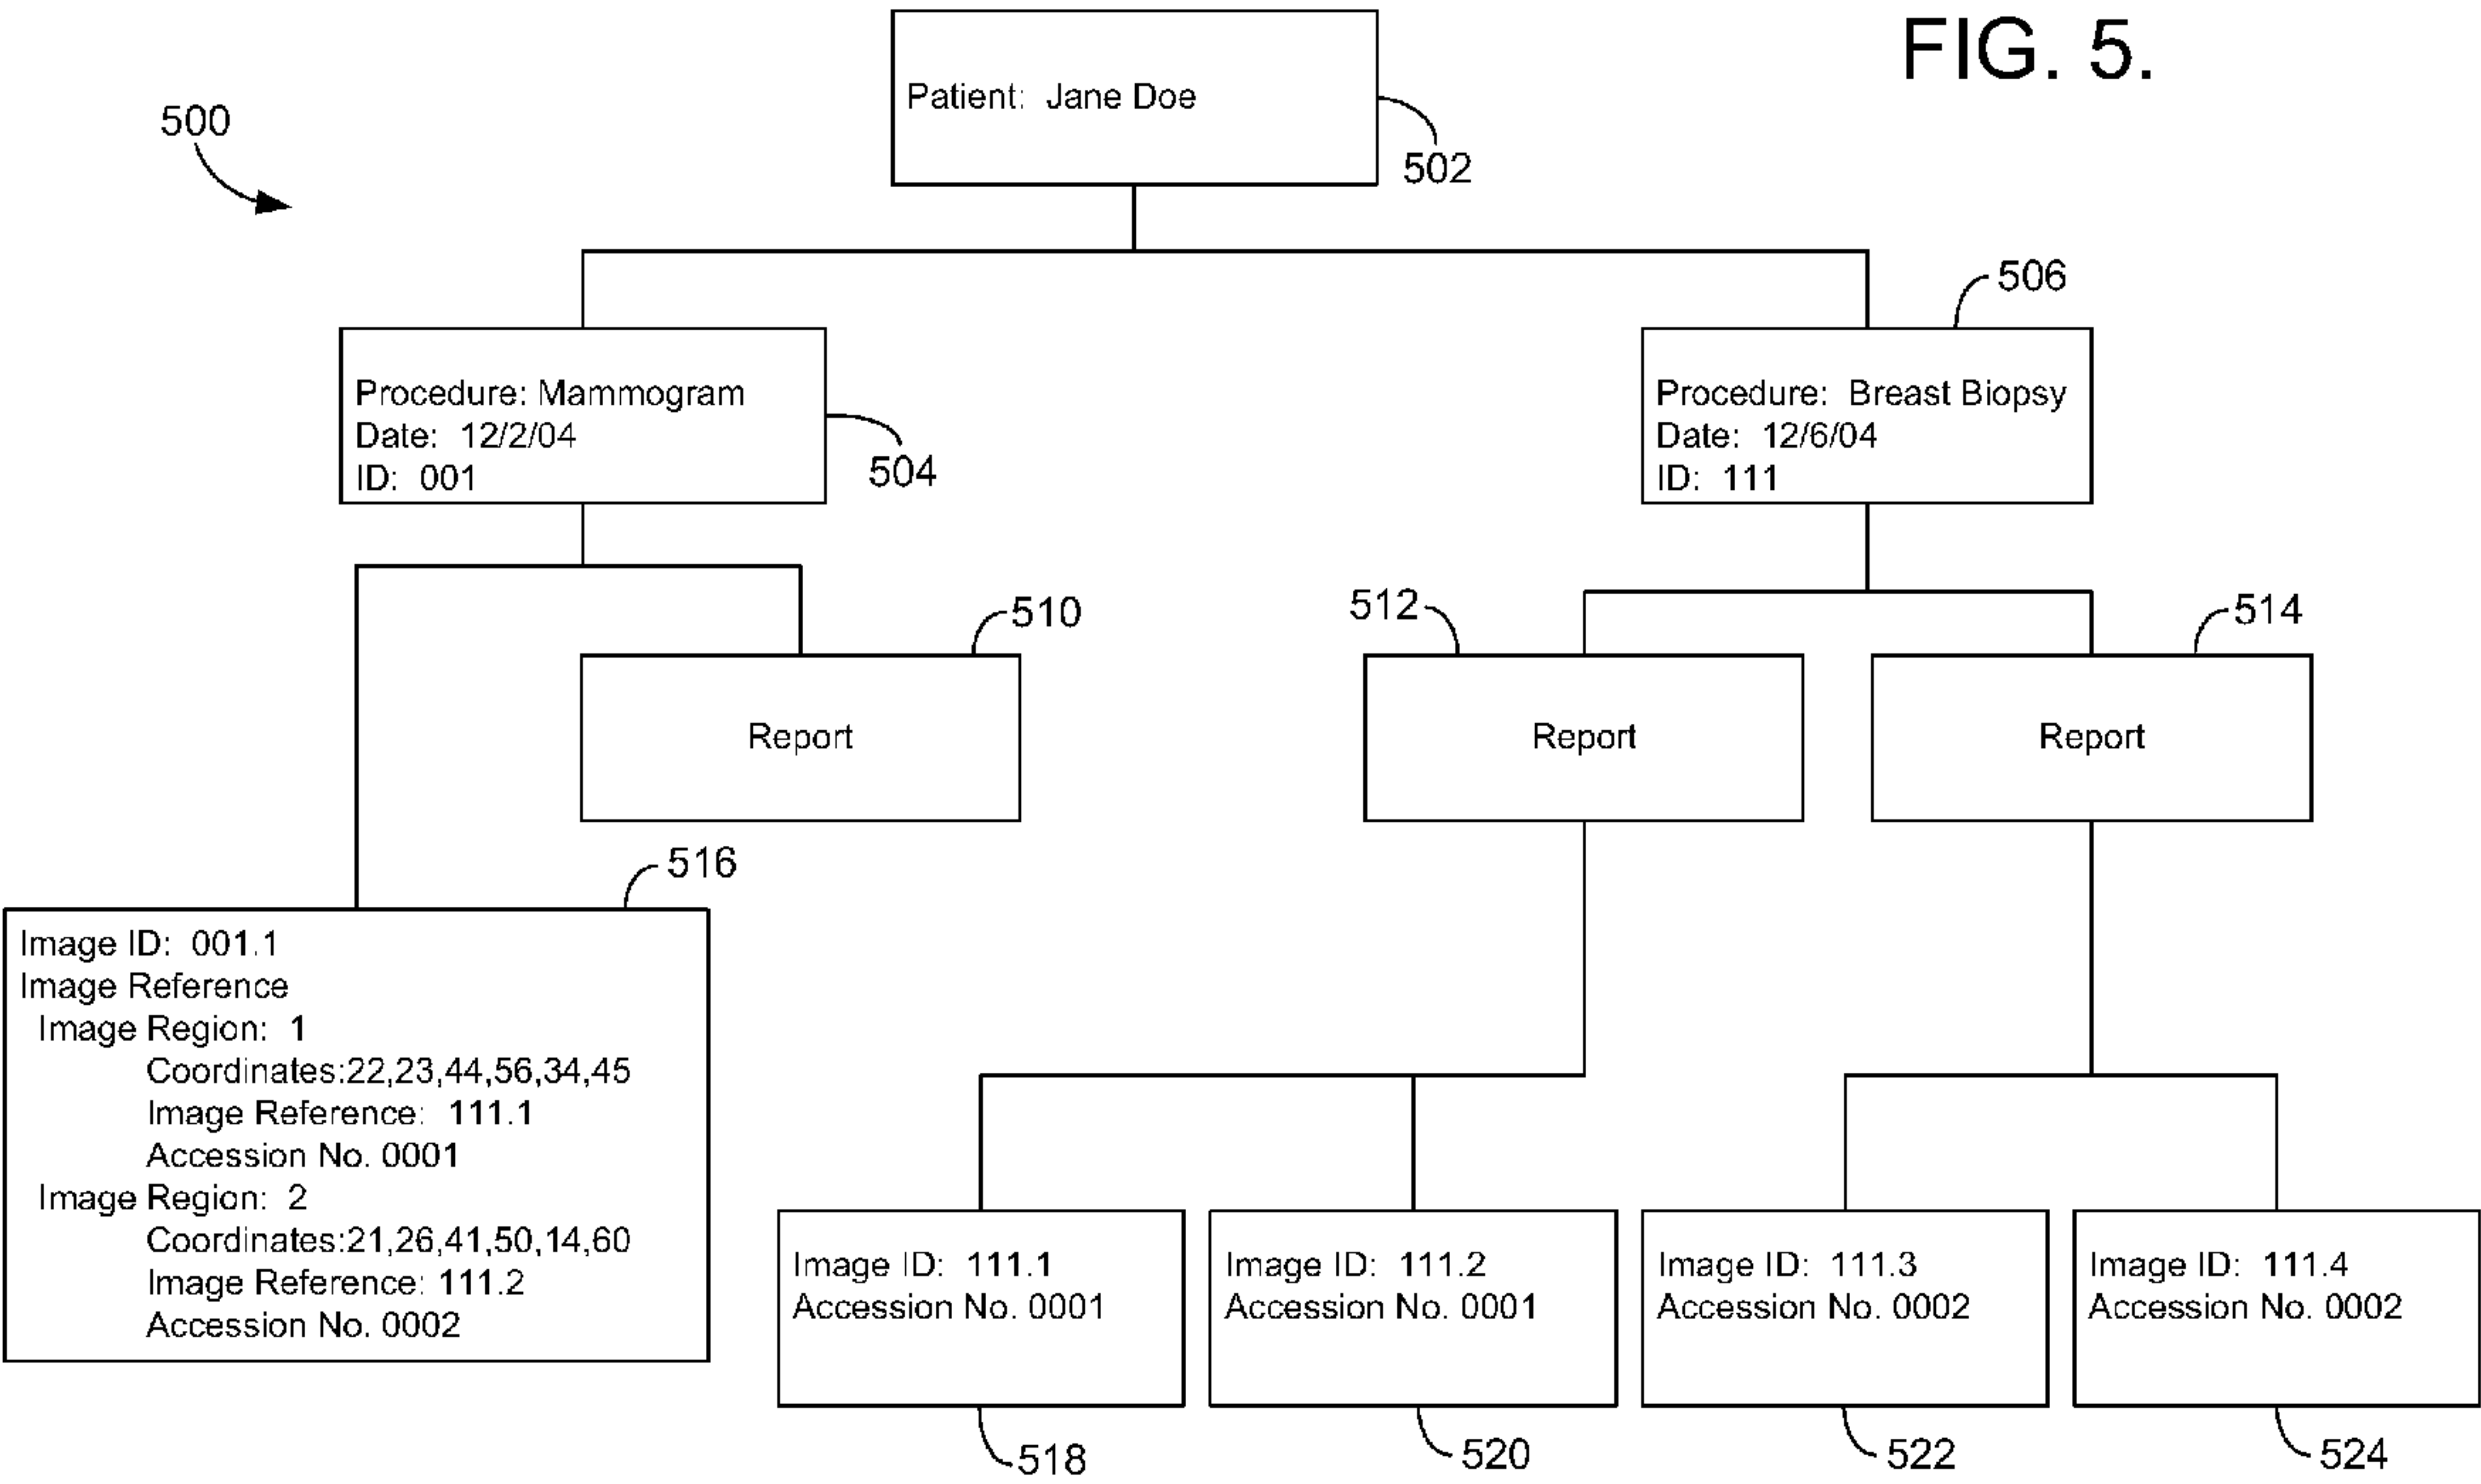 FIG. 5.
500
Patient: Jane Doe
502
506
Procedure: Mammogram
Date: 12/2/04
ID: 001
504
Procedure: Breast Biopsy
Date: 12/6/04
ID: 111
510
512
514
Report
Report
Report
516
Image ID: 001.1
Image Reference
Image Region: 1
Coordinates:22,23,44,56,34,45
Image Reference: 111.1
Accession No. 0001
Image Region: 2
Coordinates:21,26,41,50,14,60
Image Reference: 111.2
Accession No. 0002
Image ID: 111.1
Accession No. 0001
Image ID: 111.2
Accession No. 0001
Image ID: 111.3
Accession No. 0002
Image ID: 111.4
Accession No. 0002
518
520
522
524